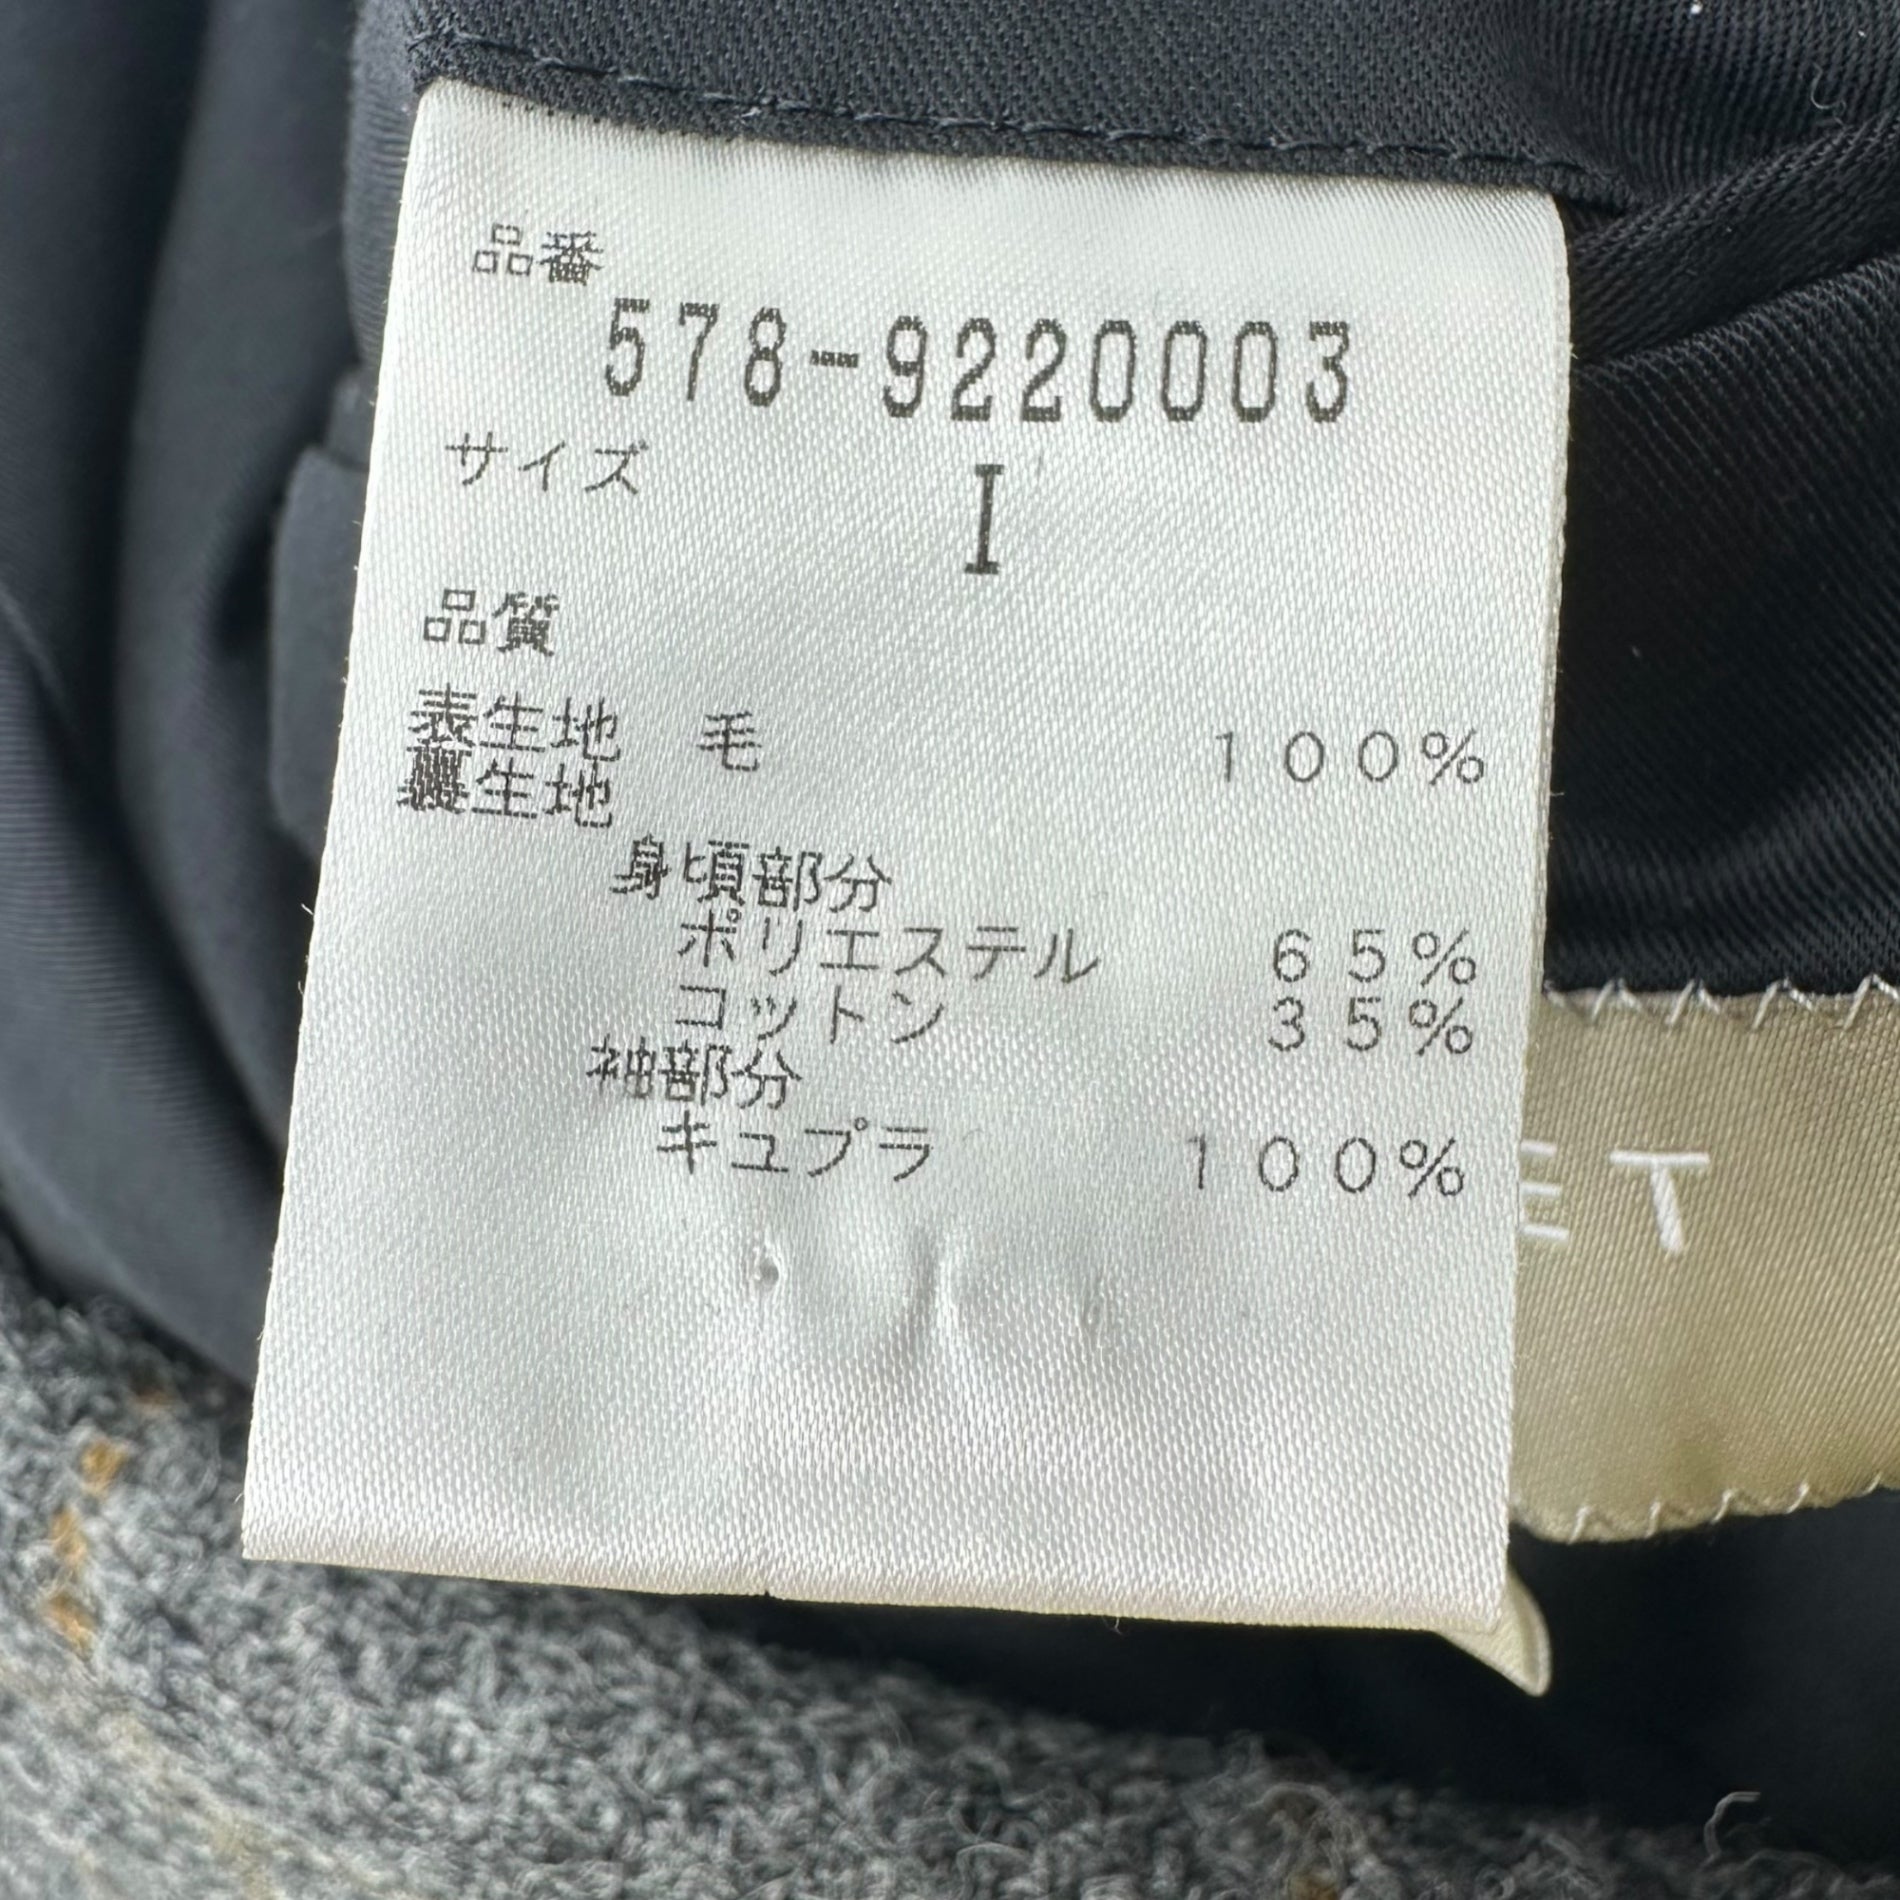 品番
578-9220003
サイズ I
品質
表生地 毛 100%
裏生地
身頃部分
ポリエステル 65%
コットン 35%
袖部分
キュプラ 100%
ET